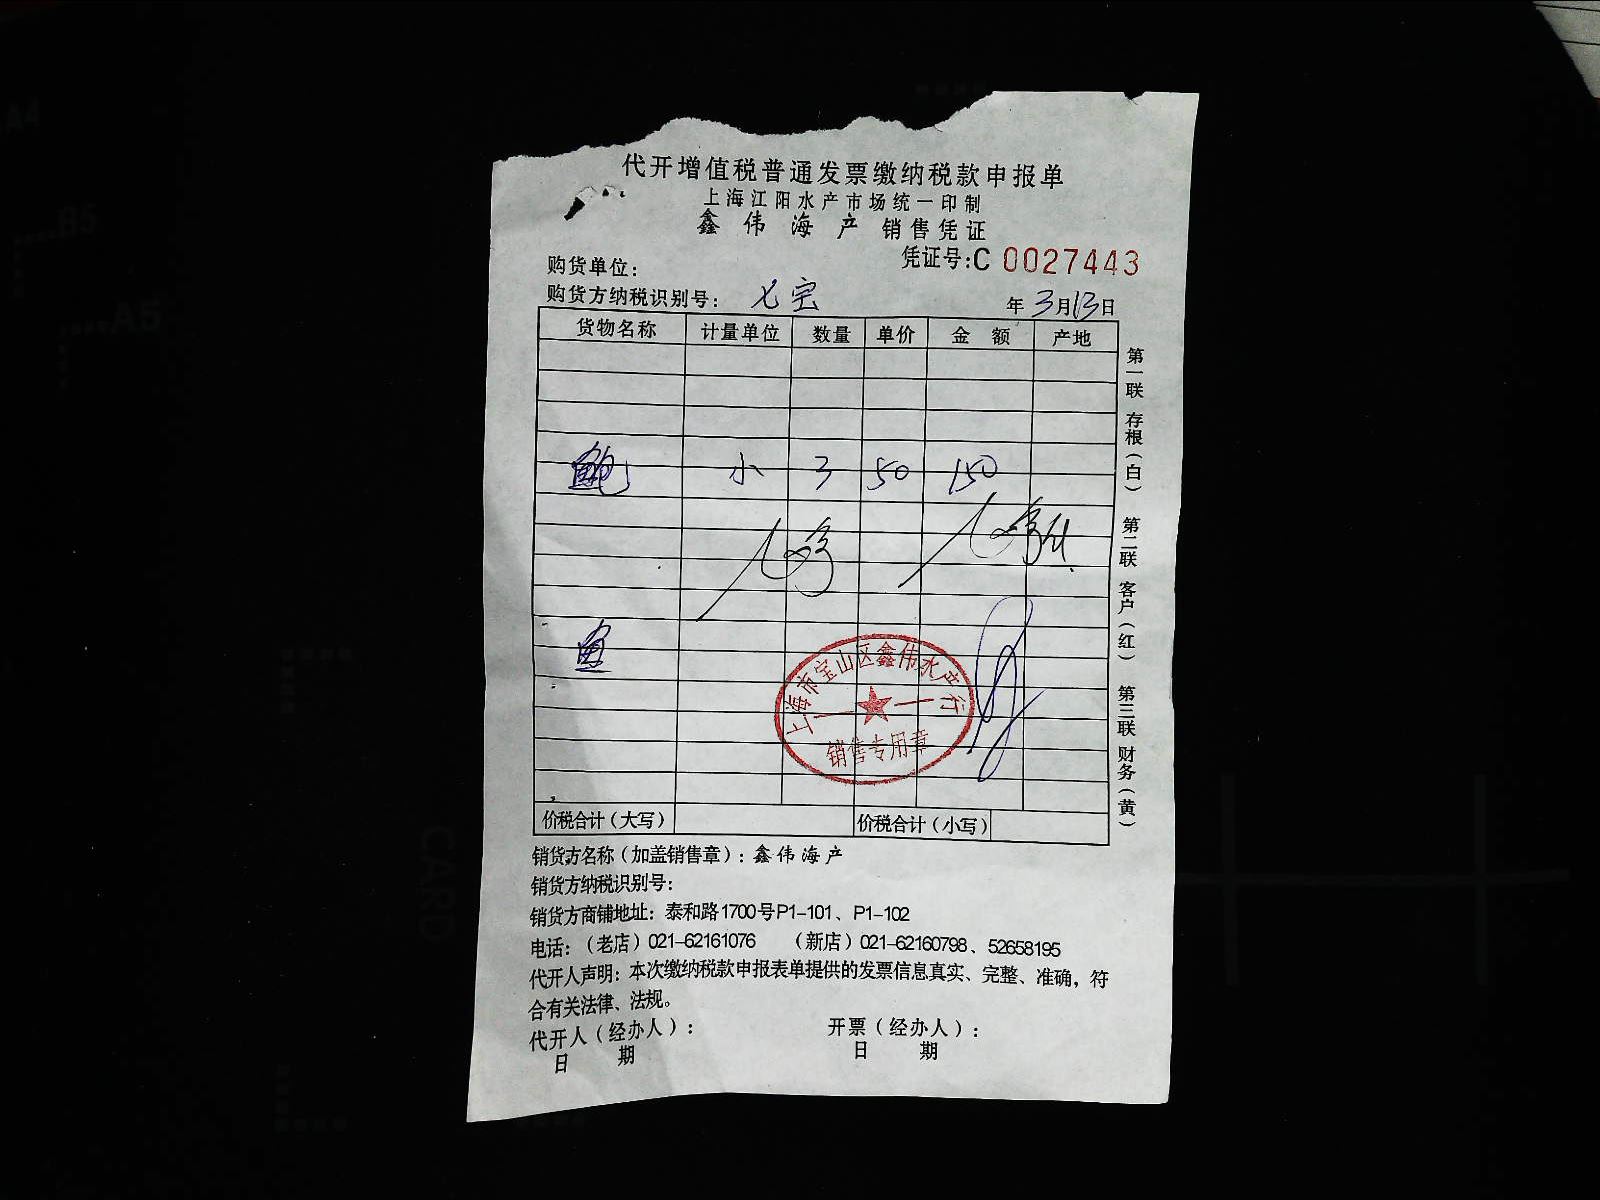 代开增值税普通发票缴纳税款申报单
上海江阳水产市场统一印制
鑫伟海产 销售凭证
凭证号:C 0027443
购货单位:
购货方纳税识别号: 七宝 年3月13日
货物名称 计量单位 数量 单价 金额 产地
鲍 小 3 50 150
上海市宝山区鑫伟水产行
销售专用章
价税合计(大写) 价税合计(小写)
第一联 存根(白) 第二联 客户(红) 第三联 财务(黄)
销货方名称(加盖销售章):鑫伟海产
销货方纳税识别号:
销货方商铺地址:泰和路1700号P1-101、P1-102
电话:(老店)021-62161076 (新店)021-62160798、52658195
代开人声明:本次缴纳税款申报表单提供的发票信息真实、完整、准确,符
合有关法律、法规。
代开人(经办人): 开票(经办人):
日期 日期